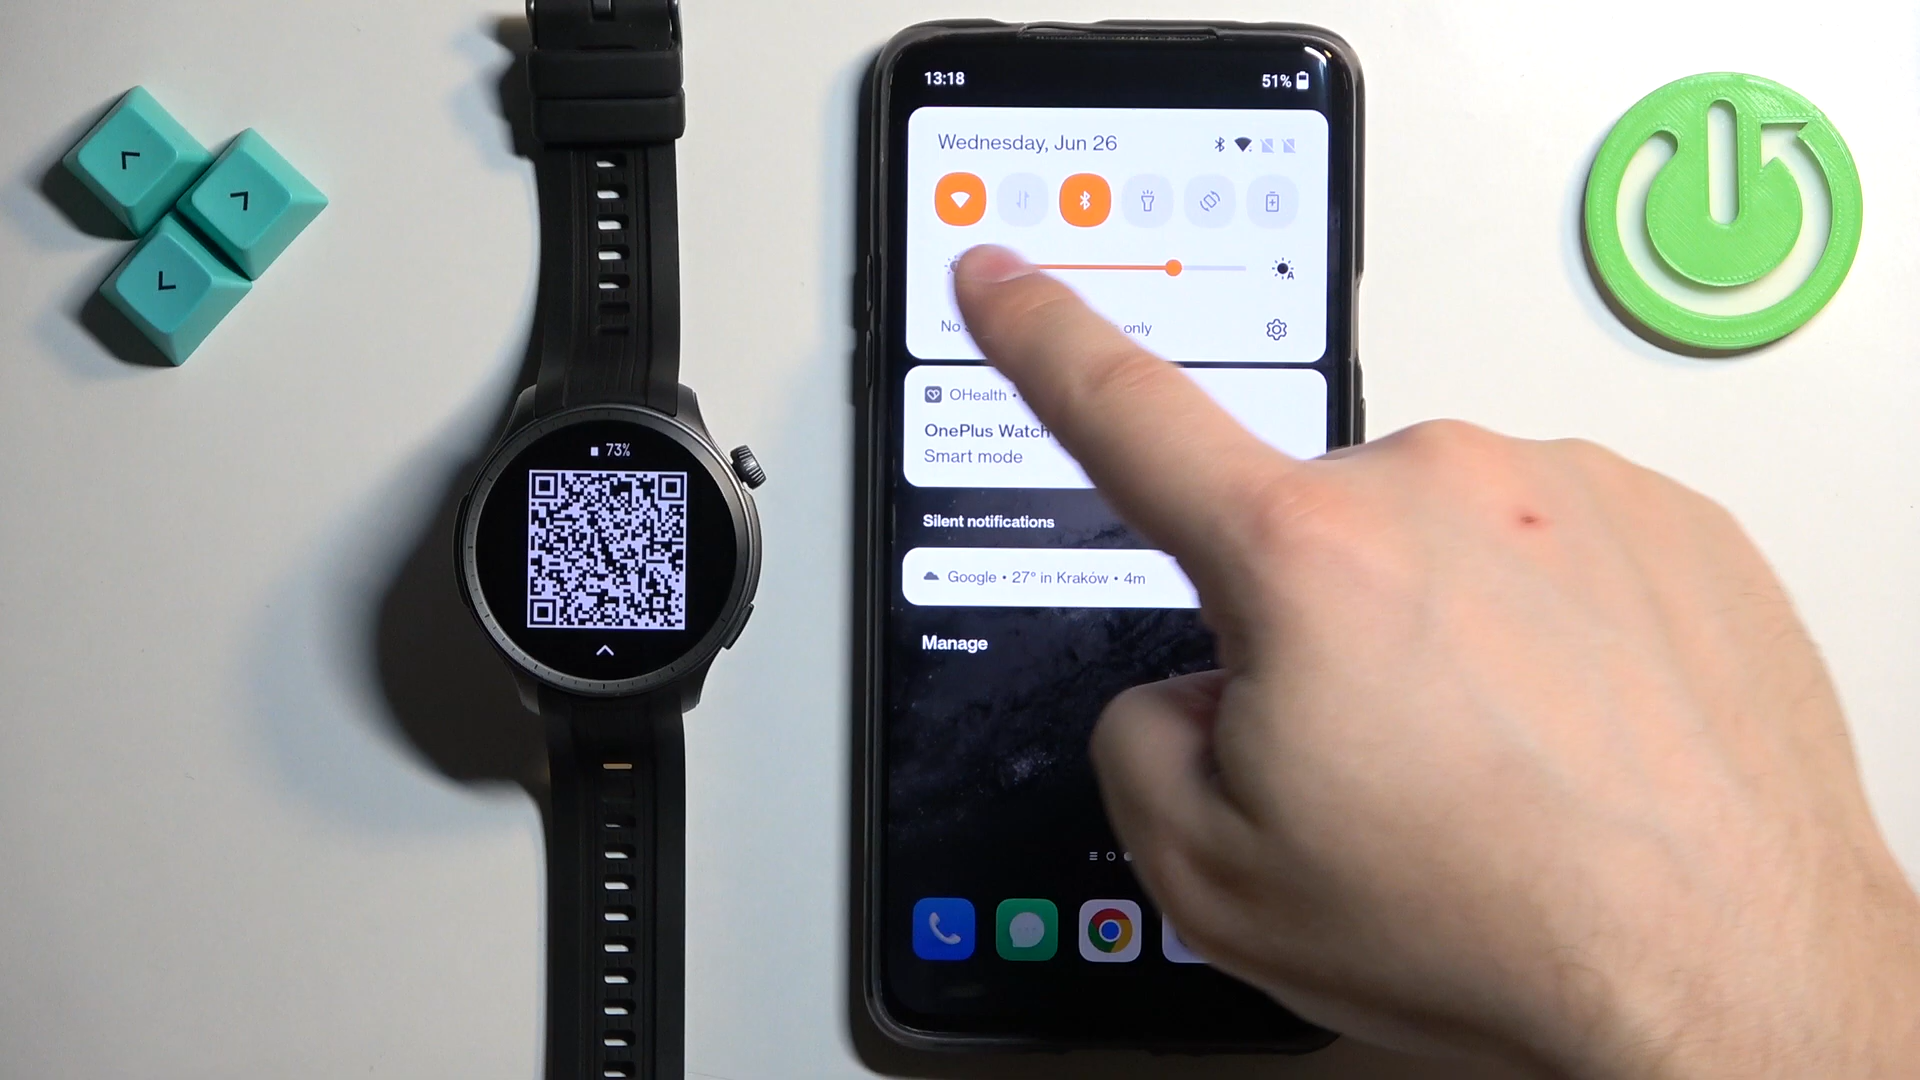 73%
13:18
51%
Wednesday, Jun 26
No only
OHealth •
OnePlus Watch
Smart mode
Silent notifications
Google • 27° in Kraków • 4m
Manage